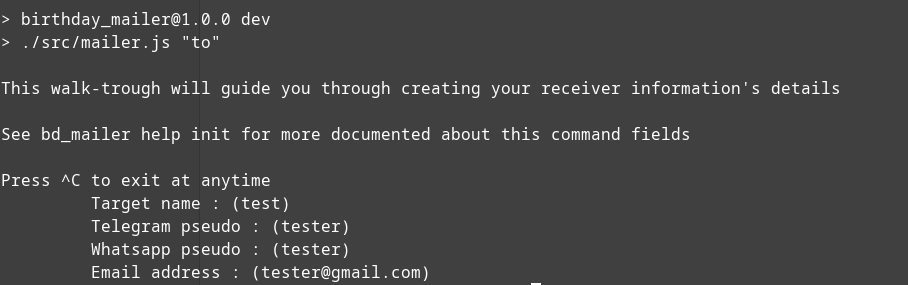 > birthday_mailer@1.0.0 dev
> ./src/mailer.js "to"
This walk-trough will guide you through creating your receiver information's details
See bd_mailer help init for more documented about this command fields
Press ^C to exit at anytime
Target name : (test)
Telegram pseudo : (tester)
Whatsapp pseudo : (tester)
Email address : (tester@gmail.com)